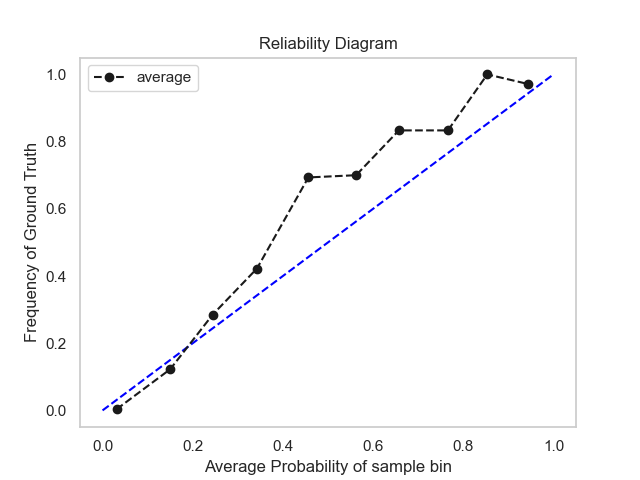 Reliability Diagram
average
Frequency of Ground Truth
1.0
0.8
0.6
0.4
0.2
0.0
0.0 0.2 0.4 0.6 0.8 1.0
Average Probability of sample bin